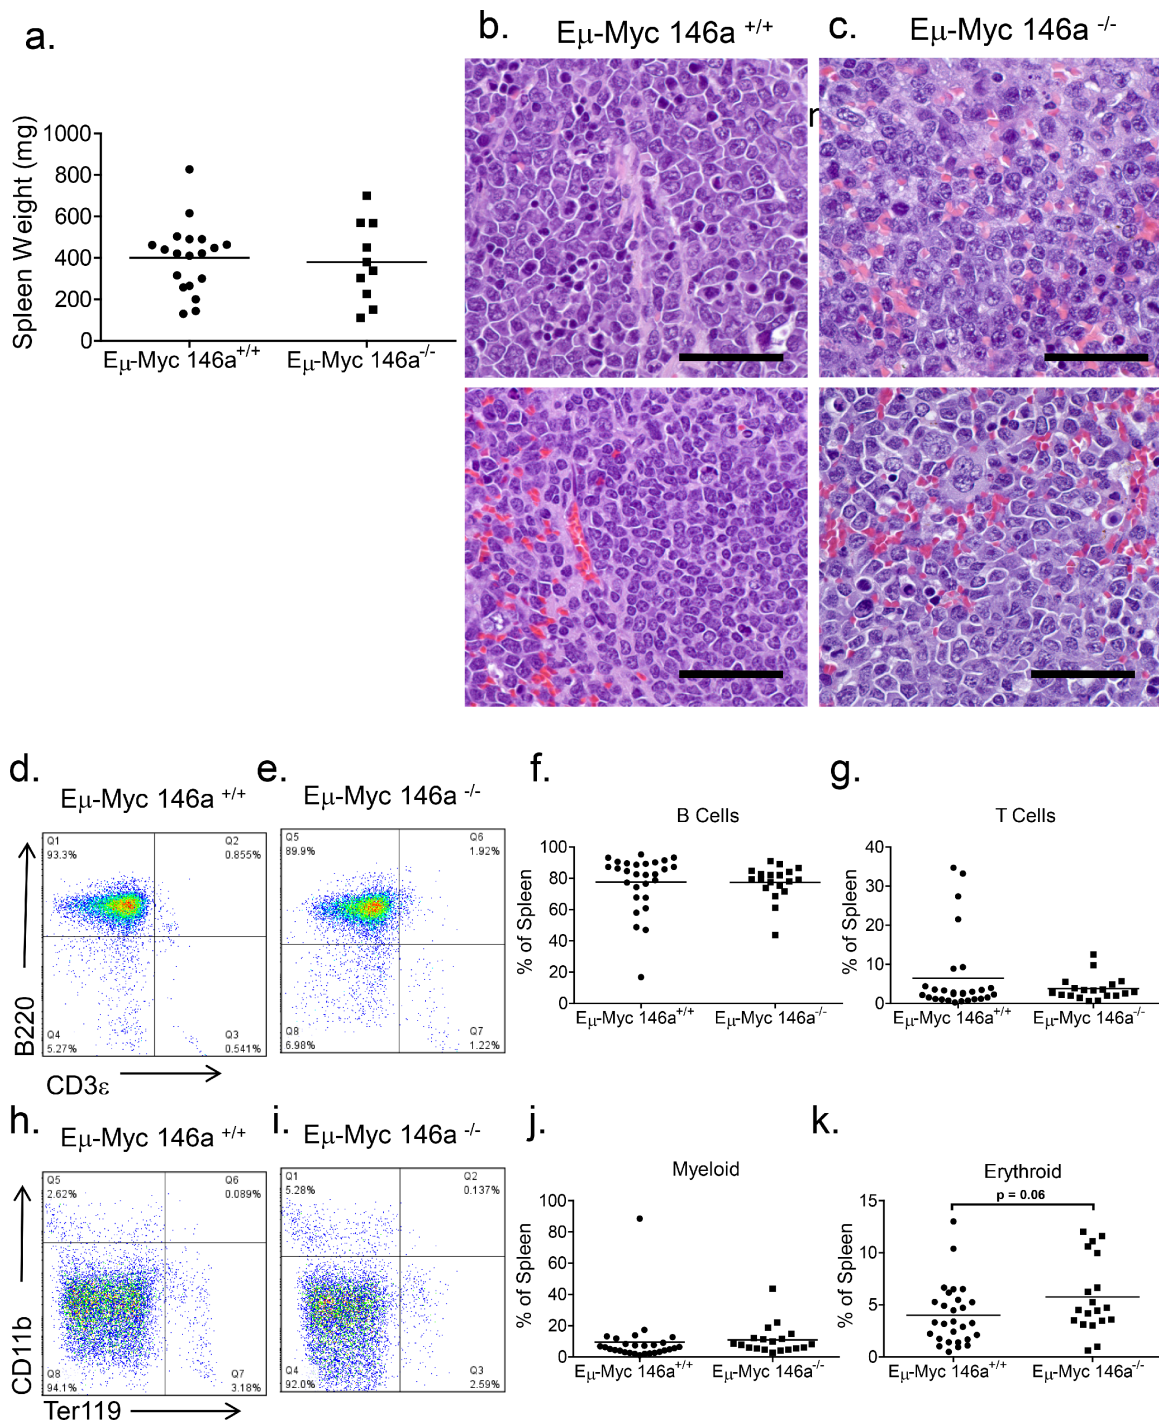 a.
Spleen Weight (mg)
1000
800
600
400
200
0
Eμ-Myc 146a+/+
Eμ-Myc 146a-/-
b.
Eμ-Myc 146a +/+
c.
Eμ-Myc 146a -/-
r
d.
Eμ-Myc 146a +/+
Q1
93.3%
Q2
0.855%
Q4
5.27%
Q3
0.541%
B220
CD3ε
e.
Eμ-Myc 146a -/-
Q5
89.9%
Q6
1.92%
Q8
6.98%
Q7
1.22%
f.
B Cells
% of Spleen
100
80
60
40
20
0
Eμ-Myc 146a+/+
Eμ-Myc 146a-/-
g.
T Cells
% of Spleen
40
30
20
10
0
Eμ-Myc 146a+/+
Eμ-Myc 146a-/-
h.
Eμ-Myc 146a +/+
Q5
2.62%
Q6
0.089%
Q8
94.1%
Q7
3.18%
CD11b
Ter119
i.
Eμ-Myc 146a -/-
Q1
5.28%
Q2
0.137%
Q4
92.0%
Q3
2.59%
j.
Myeloid
% of Spleen
100
80
60
40
20
0
Eμ-Myc 146a+/+
Eμ-Myc 146a-/-
k.
Erythroid
p = 0.06
% of Spleen
15
10
5
0
Eμ-Myc 146a+/+
Eμ-Myc 146a-/-